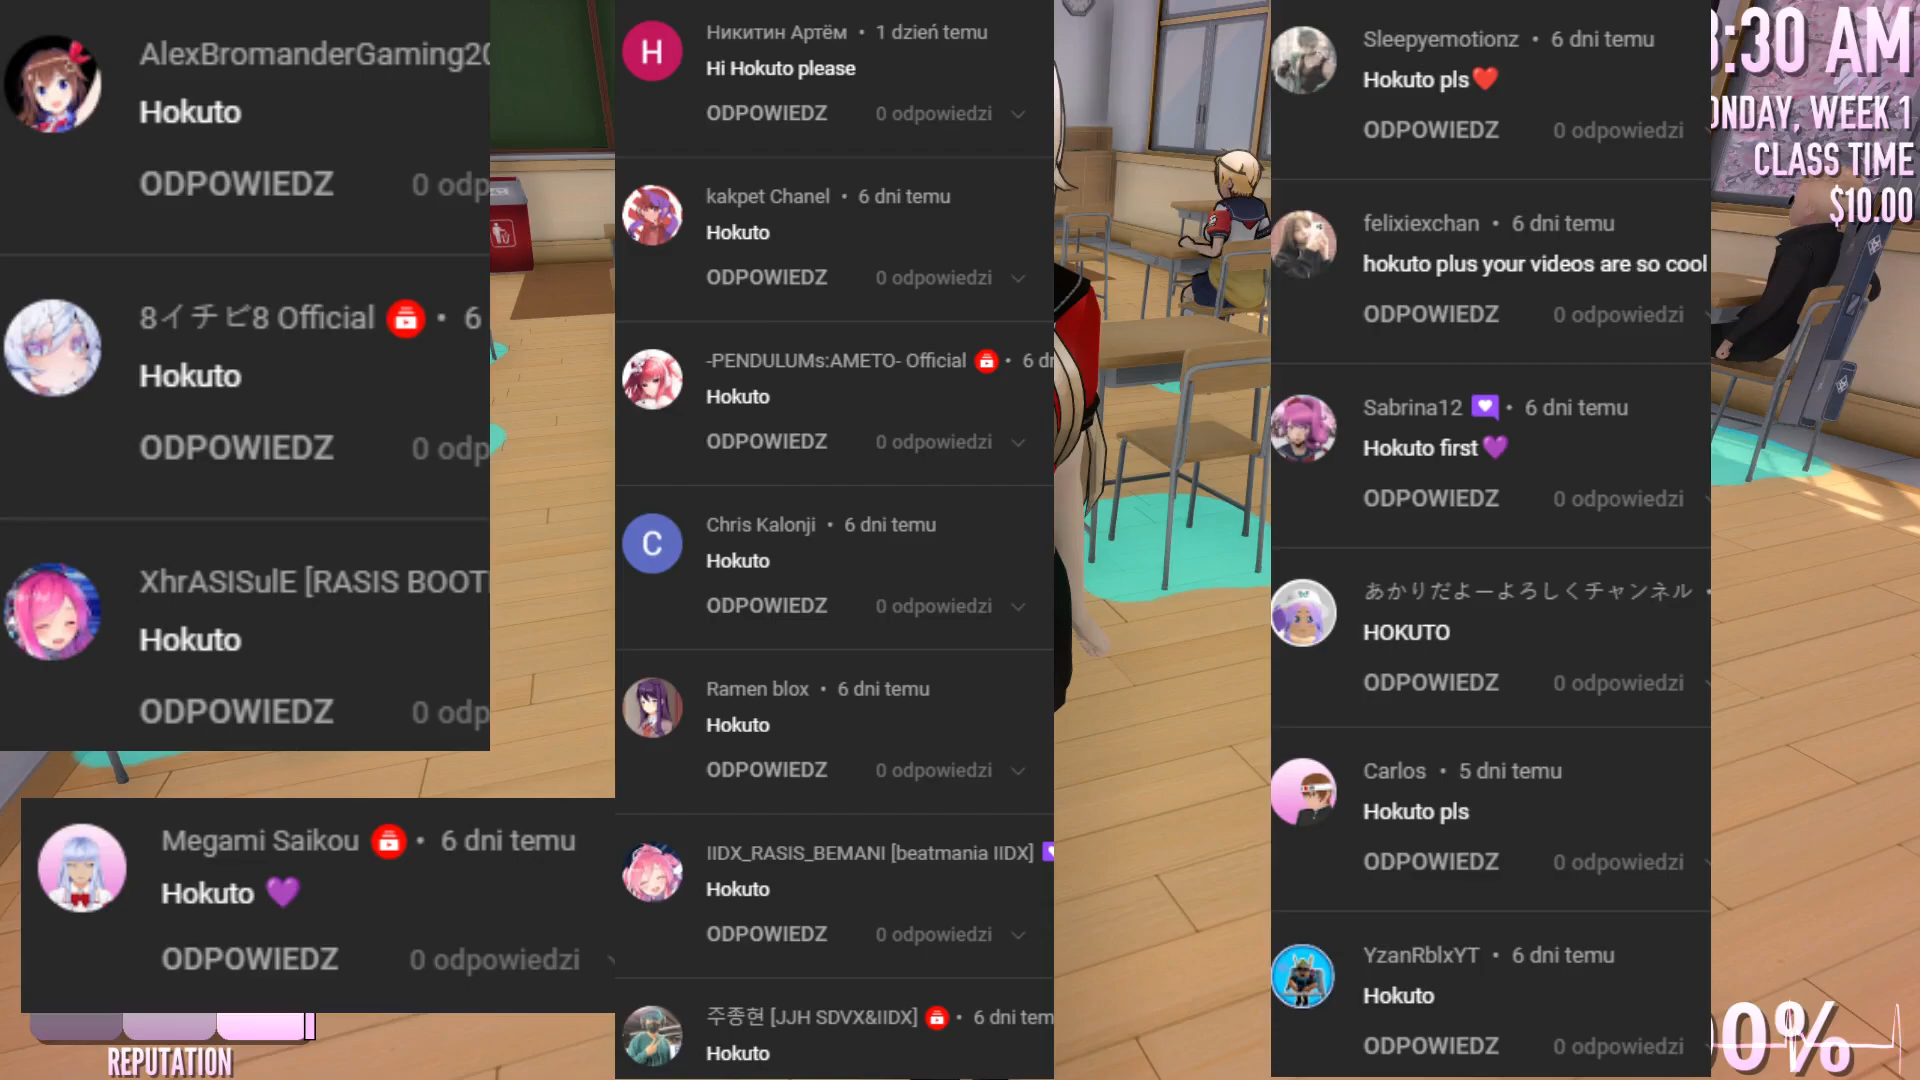 AlexBromanderGaming20
Hokuto
ODPOWIEDZ 0 odp
8イチビ8 Official • 6
Hokuto
ODPOWIEDZ 0 odp
XhrASISulE [RASIS BOOT
Hokuto
ODPOWIEDZ 0 odp
Megami Saikou • 6 dni temu
Hokuto 💜
ODPOWIEDZ 0 odpowiedzi
REPUTATION
H
Никитин Артём • 1 dzień temu
Hi Hokuto please
ODPOWIEDZ 0 odpowiedzi
kakpet Chanel • 6 dni temu
Hokuto
ODPOWIEDZ 0 odpowiedzi
-PENDULUMs:AMETO- Official • 6 dn
Hokuto
ODPOWIEDZ 0 odpowiedzi
C
Chris Kalonji • 6 dni temu
Hokuto
ODPOWIEDZ 0 odpowiedzi
Ramen blox • 6 dni temu
Hokuto
ODPOWIEDZ 0 odpowiedzi
IIDX_RASIS_BEMANI [beatmania IIDX]
Hokuto
ODPOWIEDZ 0 odpowiedzi
주종현 [JJH SDVX&IIDX] • 6 dni tem
Hokuto
Sleepyemotionz • 6 dni temu
Hokuto pls❤️
ODPOWIEDZ 0 odpowiedzi
felixiexchan • 6 dni temu
hokuto plus your videos are so cool
ODPOWIEDZ 0 odpowiedzi
Sabrina12 • 6 dni temu
Hokuto first💜
ODPOWIEDZ 0 odpowiedzi
あかりだよーよろしくチャンネル •
HOKUTO
ODPOWIEDZ 0 odpowiedzi
Carlos • 5 dni temu
Hokuto pls
ODPOWIEDZ 0 odpowiedzi
YzanRblxYT • 6 dni temu
Hokuto
ODPOWIEDZ 0 odpowiedzi
:30 AM
ONDAY, WEEK 1
CLASS TIME
$10.00
00%